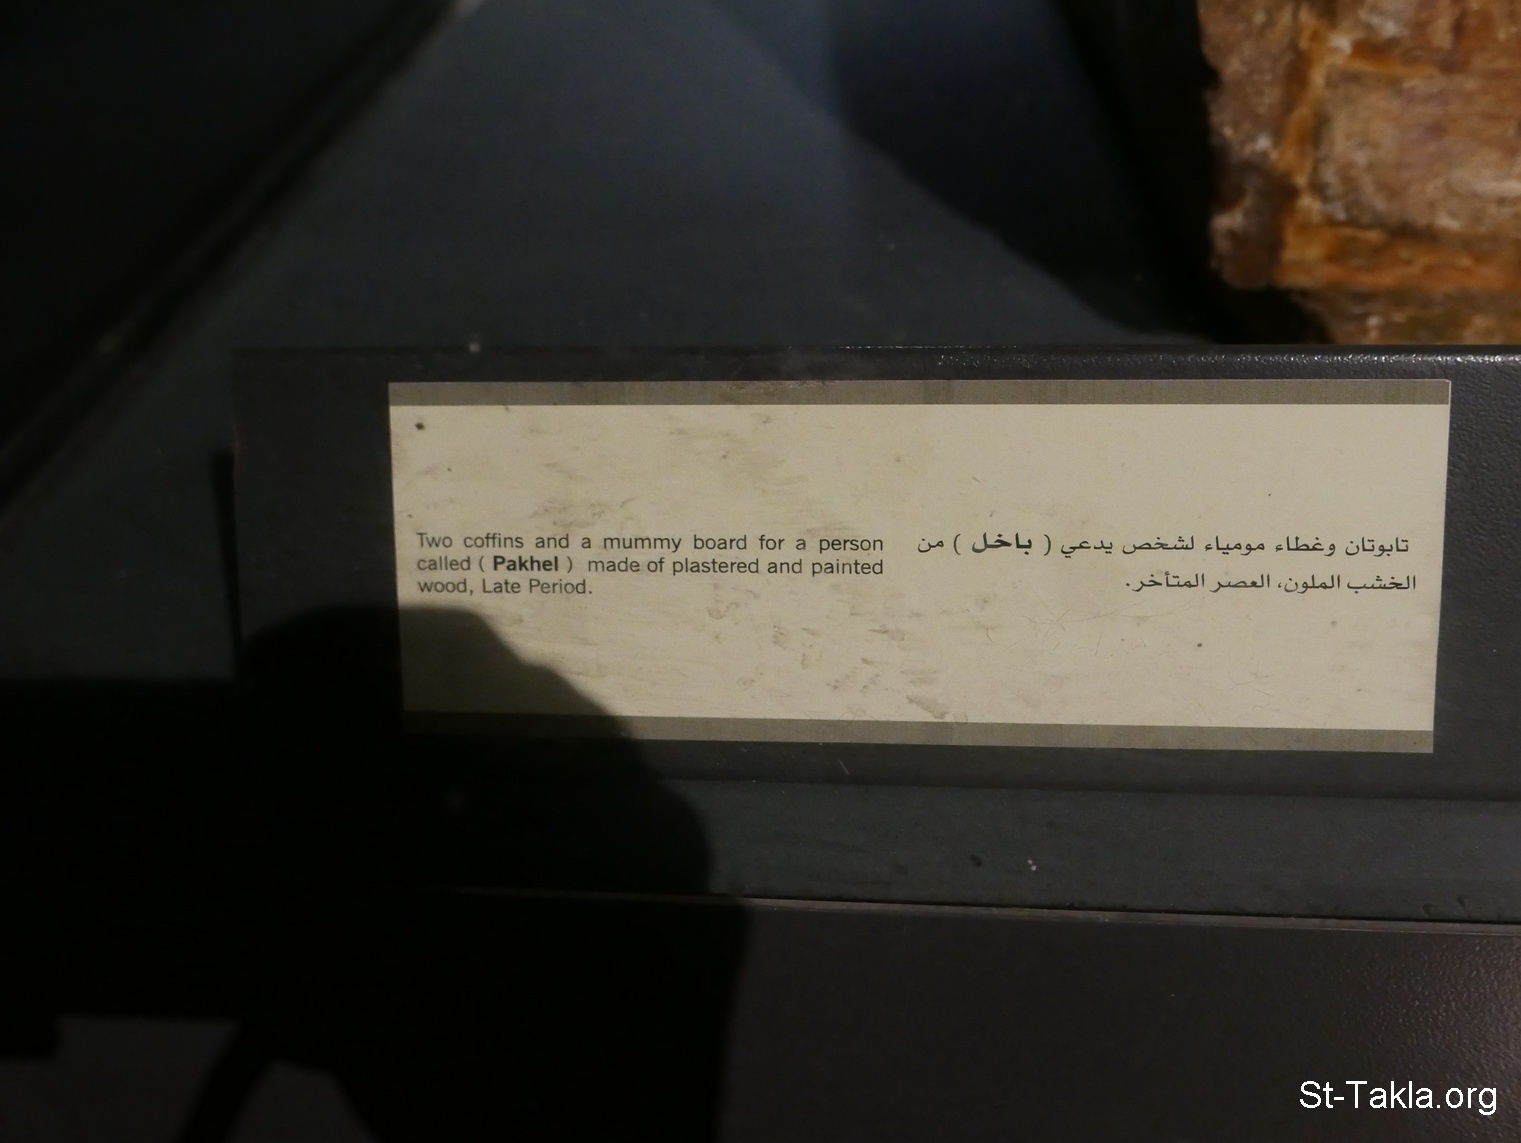 Two coffins and a mummy board for a person
called ( Pakhel ) made of plastered and painted
wood, Late Period.
تابوتان وغطاء مومياء لشخص يدعي ( باخل ) من
الخشب الملون، العصر المتأخر.
St-Takla.org